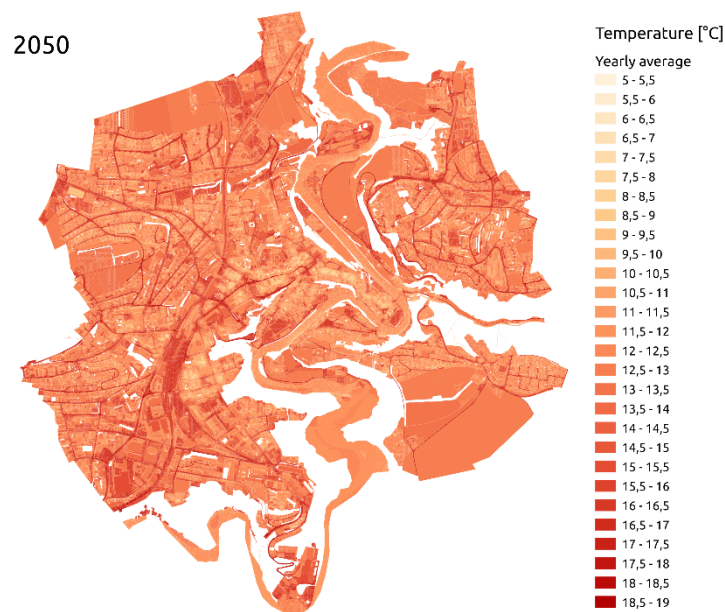 2050
Temperature [°C]
Yearly average
5 - 5,5
5,5 - 6
6 - 6,5
6,5 - 7
7 - 7,5
7,5 - 8
8 - 8,5
8,5 - 9
9 - 9,5
9,5 - 10
10 - 10,5
10,5 - 11
11 - 11,5
11,5 - 12
12 - 12,5
12,5 - 13
13 - 13,5
13,5 - 14
14 - 14,5
14,5 - 15
15 - 15,5
15,5 - 16
16 - 16,5
16,5 - 17
17 - 17,5
17,5 - 18
18 - 18,5
18,5 - 19